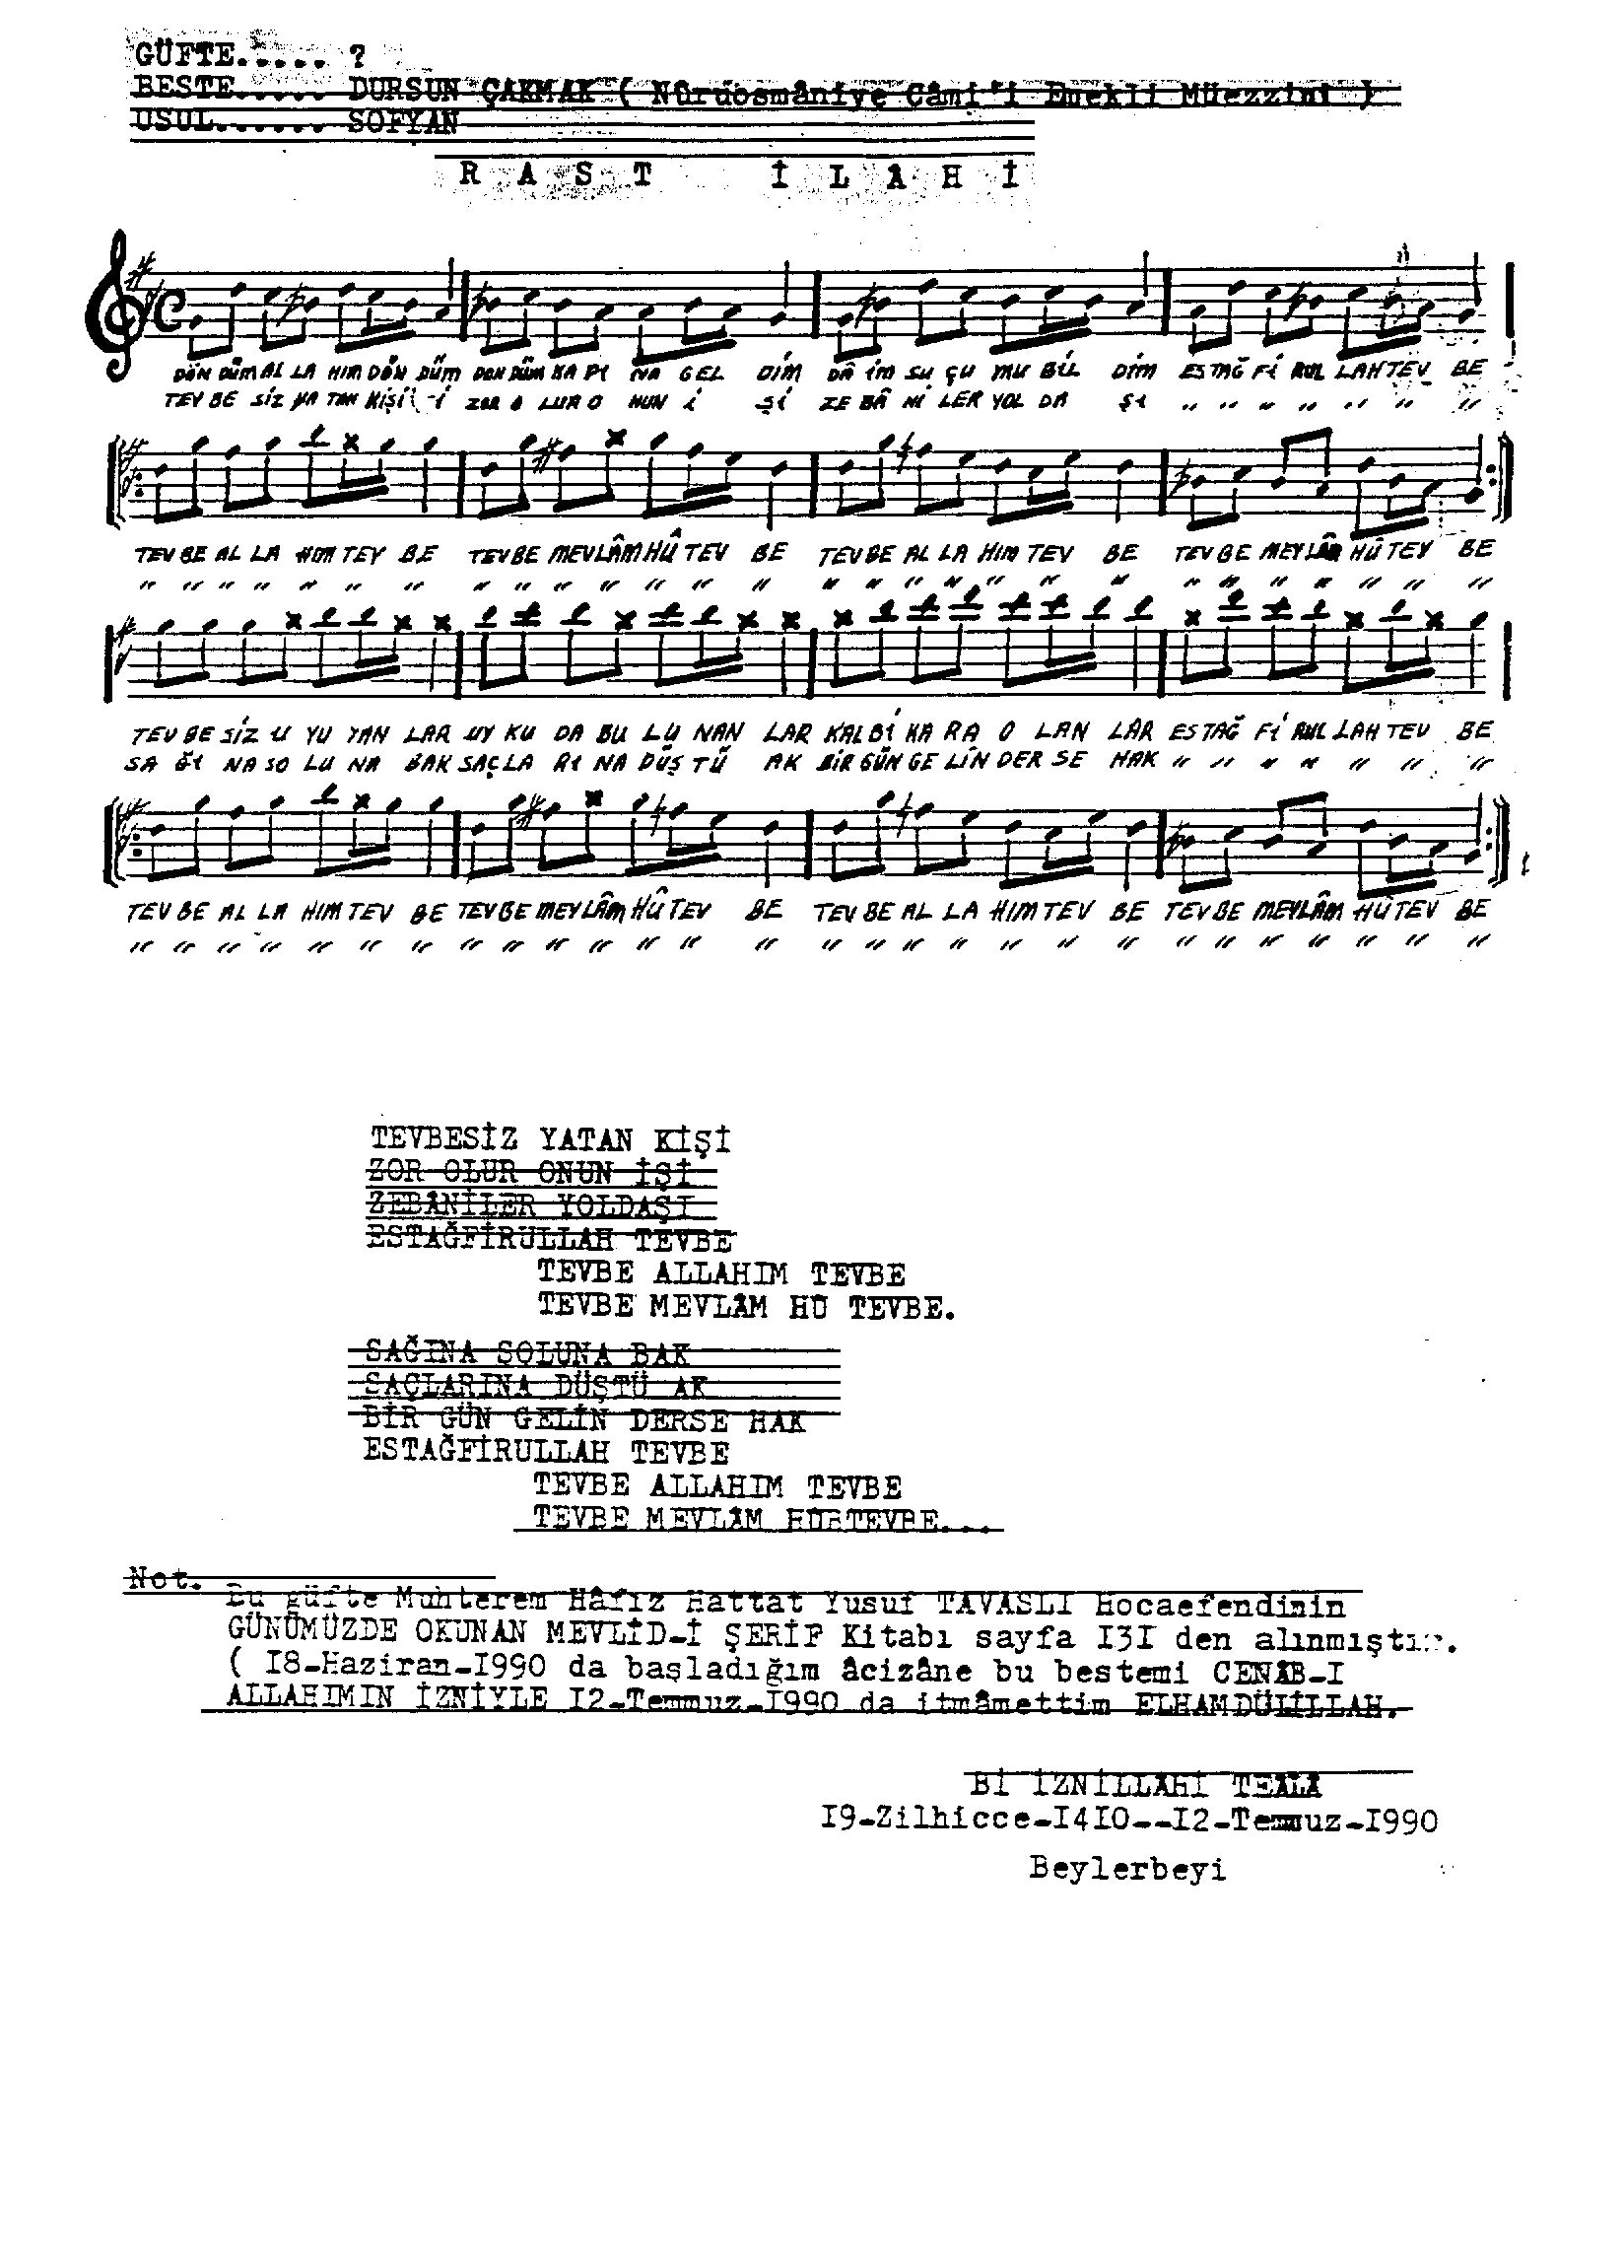 GÜFTE..... ?
BESTE..... DURSUN ÇAKMAK ( Nûruosmâniye Câmi'i Emekli Müezzini )
USUL...... SOFYAN
R A S T İ L Â H İ
DÖN DÜM AL LA HIM DÖN DÜM DÖN DÜM KA PI NA GEL DİM DÂ İM SU ÇU MU BİL DİM ES TAĞ Fİ RUL LAH TEV BE
TEV BE SİZ YA TAN KİŞİ İ ZOR O LUR O NUN İ Şİ ZE BÂ Nİ LER YOL DA ŞI " " " " " " "
TEV BE AL LA HIM TEV BE TEV BE MEV LÂM HÛ TEV BE TEV BE AL LA HIM TEV BE TEV BE MEV LÂM HÛ TEV BE
" " " " " " " " " " " " " " " " " " " " " " " " " " " "
TEV BE SİZ U YU YAN LAR UY KU DA BU LU NAN LAR KAL Bİ KA RA O LAN LAR ES TAĞ Fİ RUL LAH TEV BE
SA ĞI NA SO LU NA BAK SAÇ LA RI NA DÜŞ TÜ AK BİR GÜN GE LİN DER SE HAK " " " " " " "
TEV BE AL LA HIM TEV BE TEV BE MEV LÂM HÛ TEV BE TEV BE AL LA HIM TEV BE TEV BE MEVLÂM HÛ TEV BE
" " " " " " " " " " " " " " " " " " " " " " " " " " " "
TEVBESİZ YATAN KİŞİ
ZOR OLUR ONUN İŞİ
ZEBÂNİLER YOLDAŞI
ESTAĞFİRULLAH TEVBE
TEVBE ALLAHIM TEVBE
TEVBE MEVLÂM HÛ TEVBE.
SAĞINA SOLUNA BAK
SAÇLARINA DÜŞTÜ AK
BİR GÜN GELİN DERSE HAK
ESTAĞFİRULLAH TEVBE
TEVBE ALLAHIM TEVBE
TEVBE MEVLÂM HÛ TEVBE...
Not.
Bu güfte Muhterem Hâfız Hattat Yusuf TAVASLI Hocaefendinin
GÜNÜMÜZDE OKUNAN MEVLİD-İ ŞERİF Kitabı sayfa I3I den alınmıştır.
( I8-Haziran-I990 da başladığım âcizâne bu bestemi CENÂB-I
ALLAHIMIN İZNİYLE I2-Temmuz-I990 da itmâmettim ELHAMDÜLİLLAH.
Bİ İZNİLLÂHİ TEÂLÂ
I9-Zilhicce-I4I0--I2-Temmuz-I990
Beylerbeyi